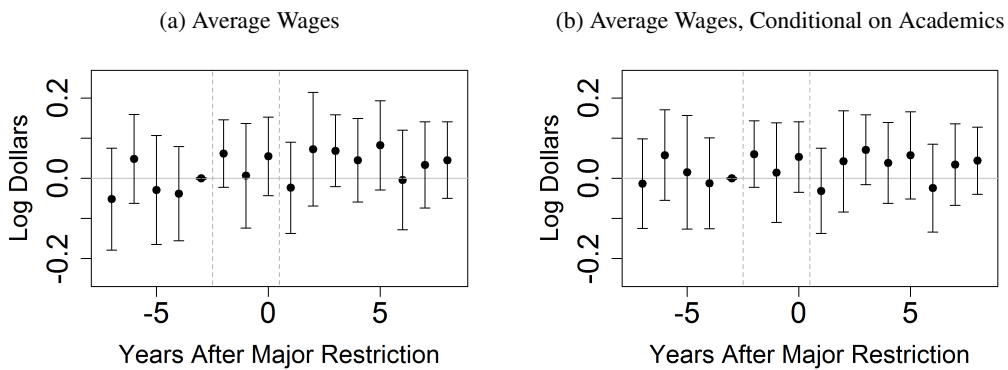 (a) Average Wages
(b) Average Wages, Conditional on Academics
Log Dollars
0.2
0.0
-0.2
-5
0
5
Years After Major Restriction
Log Dollars
0.2
0.0
-0.2
-5
0
5
Years After Major Restriction